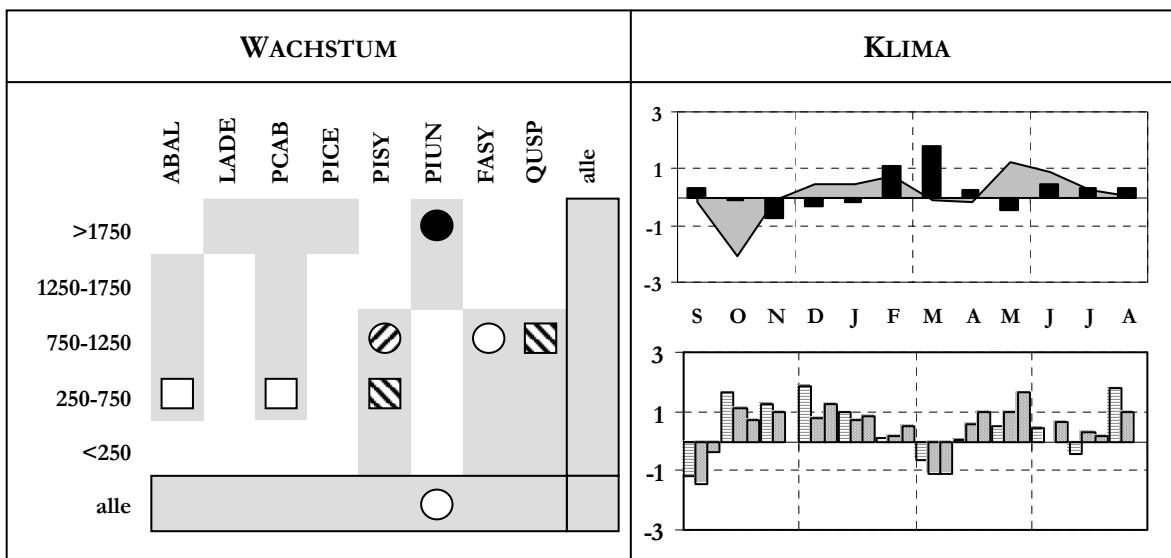 WACHSTUM
KLIMA
ABAL LADE PCAB PICE PISY PIUN FASY QUSP alle
>1750
1250-1750
750-1250
250-750
<250
alle
3
1
-1
-3
S O N D J F M A M J J A
3
1
-1
-3